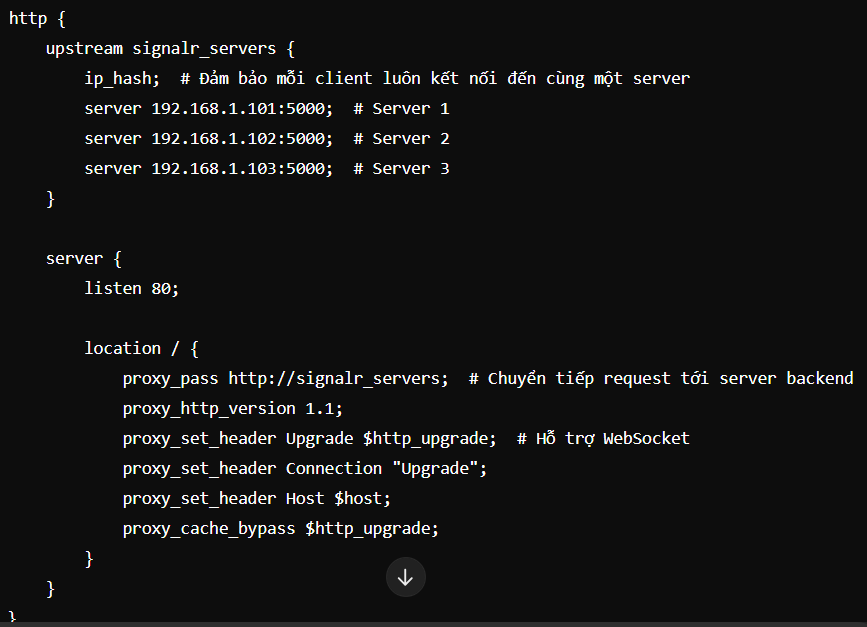 http {
    upstream signalr_servers {
        ip_hash;  # Đảm bảo mỗi client luôn kết nối đến cùng một server
        server 192.168.1.101:5000;  # Server 1
        server 192.168.1.102:5000;  # Server 2
        server 192.168.1.103:5000;  # Server 3
    }

    server {
        listen 80;

        location / {
            proxy_pass http://signalr_servers;  # Chuyển tiếp request tới server backend
            proxy_http_version 1.1;
            proxy_set_header Upgrade $http_upgrade;  # Hỗ trợ WebSocket
            proxy_set_header Connection "Upgrade";
            proxy_set_header Host $host;
            proxy_cache_bypass $http_upgrade;
        }
    }
}